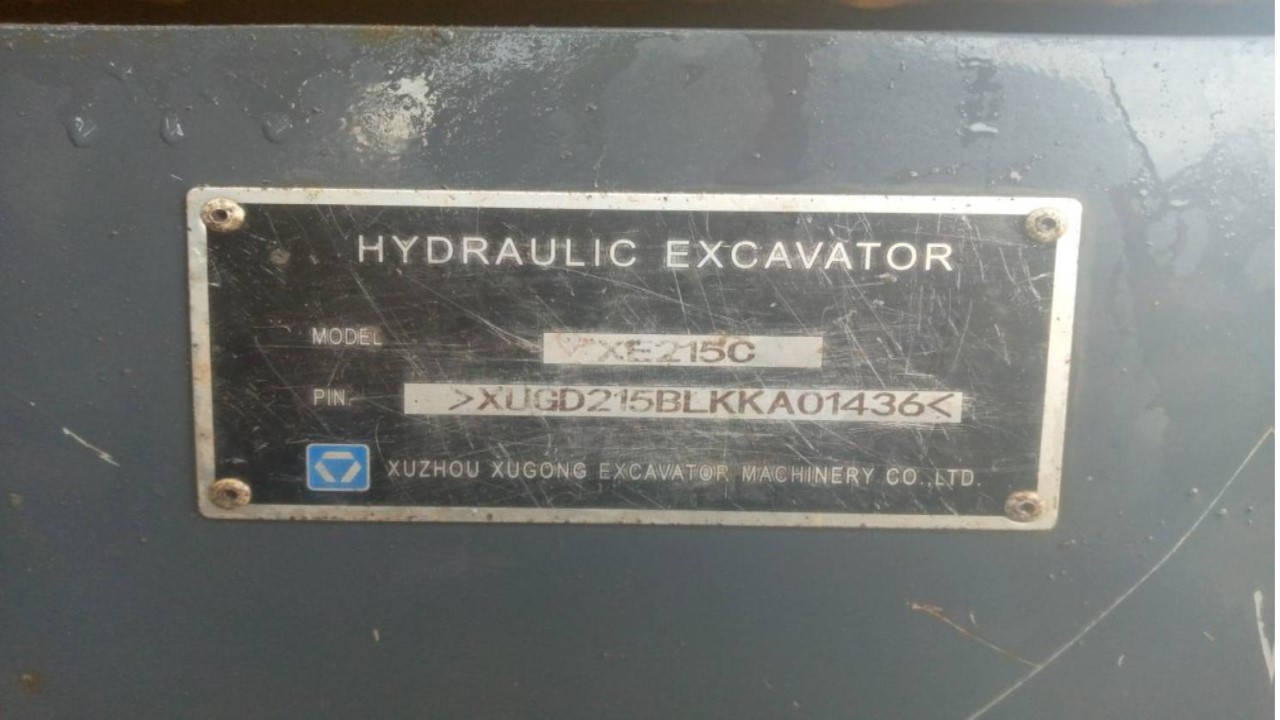 HYDRAULIC EXCAVATOR
MODEL XE215C
PIN. >XUGD215BLKKA01436<
XUZHOU XUGONG EXCAVATOR MACHINERY CO.,LTD.